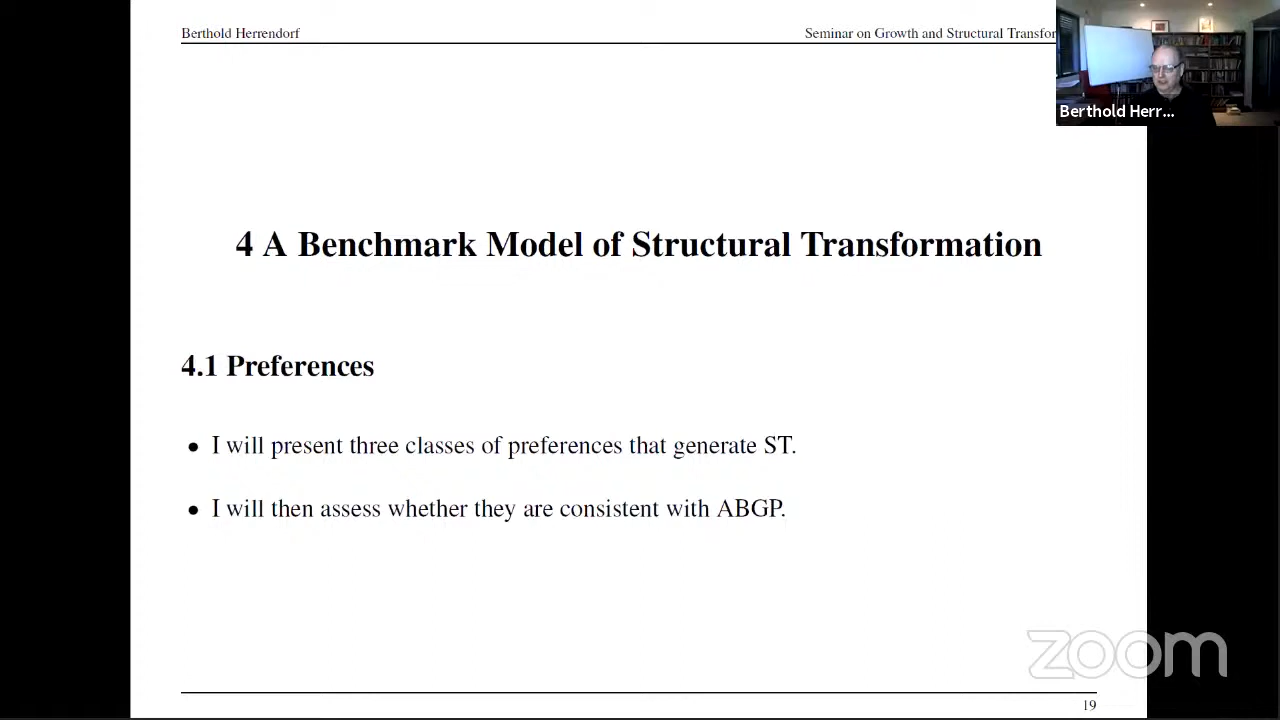 Berthold Herrendorf
Seminar on Growth and Structural Transfor
Berthold Herr...
4 A Benchmark Model of Structural Transformation
4.1 Preferences
• I will present three classes of preferences that generate ST.
• I will then assess whether they are consistent with ABGP.
zoom
19